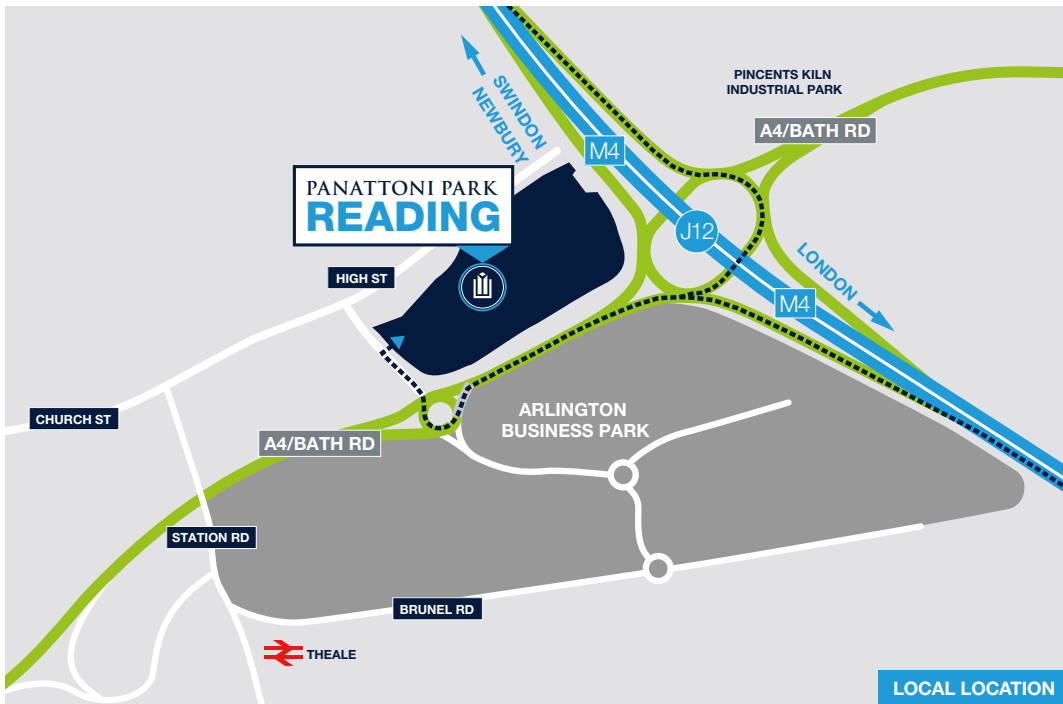 PINCENTS KILN
INDUSTRIAL PARK
SWINDON
NEWBURY
A4/BATH RD
M4
PANATTONI PARK
READING
J12
HIGH ST
LONDON
M4
CHURCH ST
ARLINGTON
BUSINESS PARK
A4/BATH RD
STATION RD
BRUNEL RD
THEALE
LOCAL LOCATION